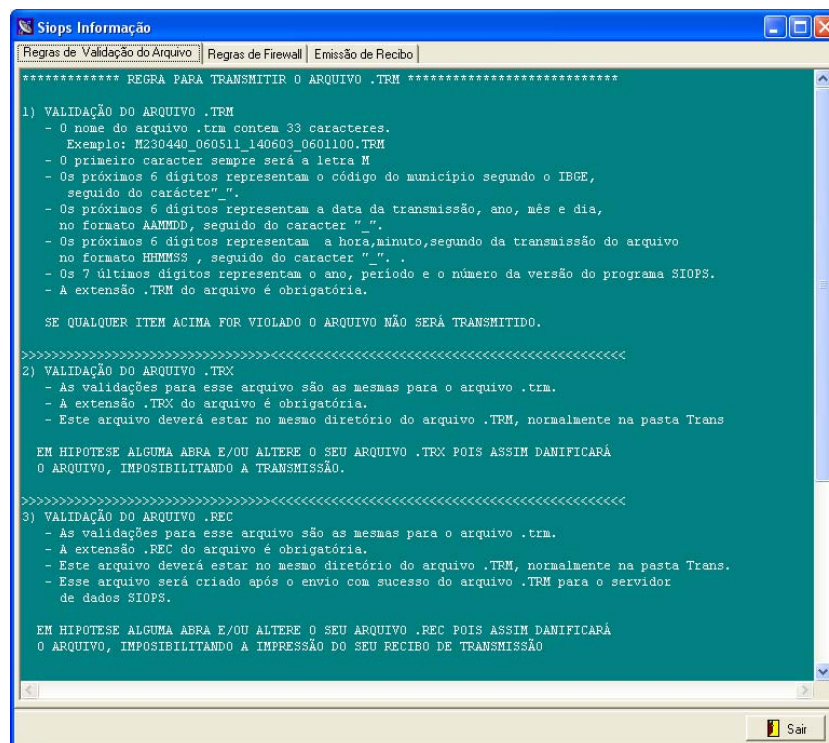 Siops Informação
Regras de Validação do Arquivo
Regras de Firewall
Emissão de Recibo
************* REGRA PARA TRANSMITIR O ARQUIVO .TRM ****************************
1) VALIDAÇÃO DO ARQUIVO .TRM
- O nome do arquivo .trm contem 33 caracteres.
Exemplo: M230440_060511_140603_0601100.TRM
- O primeiro caracter sempre será a letra M
- Os próximos 6 dígitos representam o código do município segundo o IBGE,
seguido do carácter"_".
- Os próximos 6 dígitos representam a data da transmissão, ano, mês e dia,
no formato AAMMDD, seguido do caracter "_".
- Os próximos 6 dígitos representam  a hora,minuto,segundo da transmissão do arquivo
no formato HHMMSS , seguido do caracter "_". .
- Os 7 últimos dígitos representam o ano, período e o número da versão do programa SIOPS.
- A extensão .TRM do arquivo é obrigatória.
SE QUALQUER ITEM ACIMA FOR VIOLADO O ARQUIVO NÃO SERÁ TRANSMITIDO.
>>>>>>>>>>>>>>>>>>>>>>>>>>>>>>>>><<<<<<<<<<<<<<<<<<<<<<<<<<<<<<<<<<<<<<<<<<<<<<<
2) VALIDAÇÃO DO ARQUIVO .TRX
- As validações para esse arquivo são as mesmas para o arquivo .trm.
- A extensão .TRX do arquivo é obrigatória.
- Este arquivo deverá estar no mesmo diretório do arquivo .TRM, normalmente na pasta Trans
EM HIPOTESE ALGUMA ABRA E/OU ALTERE O SEU ARQUIVO .TRX POIS ASSIM DANIFICARÁ
O ARQUIVO, IMPOSIBILITANDO A TRANSMISSÃO.
>>>>>>>>>>>>>>>>>>>>>>>>>>>>>>>>><<<<<<<<<<<<<<<<<<<<<<<<<<<<<<<<<<<<<<<<<<<<<<<
3) VALIDAÇÃO DO ARQUIVO .REC
- As validações para esse arquivo são as mesmas para o arquivo .trm.
- A extensão .REC do arquivo é obrigatória.
- Este arquivo deverá estar no mesmo diretório do arquivo .TRM, normalmente na pasta Trans.
- Esse arquivo será criado após o envio com sucesso do arquivo .TRM para o servidor
de dados SIOPS.
EM HIPOTESE ALGUMA ABRA E/OU ALTERE O SEU ARQUIVO .REC POIS ASSIM DANIFICARÁ
O ARQUIVO, IMPOSIBILITANDO A IMPRESSÃO DO SEU RECIBO DE TRANSMISSÃO
Sair